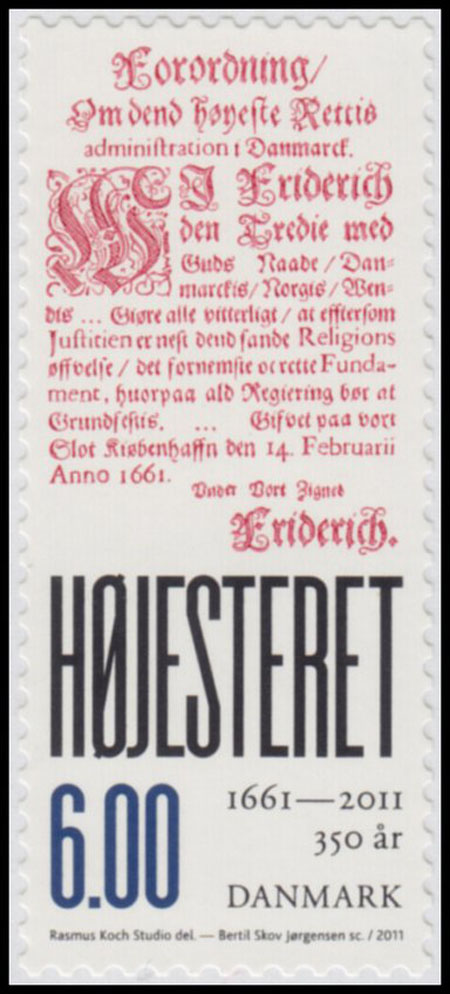 Forordning/
Om dend høyeste Rettis
administration i Danmarck.
WJ Friderich
den Tredie med
Guds Naade / Dan-
marckis / Norgis / Wen-
dis ... Giøre alle vitterligt / at efftersom
Justitien er nest dend sande Religions
øffvelse / det fornemste oc rette Funda-
ment, huorpaa ald Regiering bør at
Grundfestis. ... Gifvet paa vort
Slot Kiøbenhaffn den 14. Februarii
Anno 1661.
Under Vort Zignet
Friderich.
HØJESTERET
6.00
1661—2011
350 år
DANMARK
Rasmus Koch Studio del. — Bertil Skov Jørgensen sc. / 2011